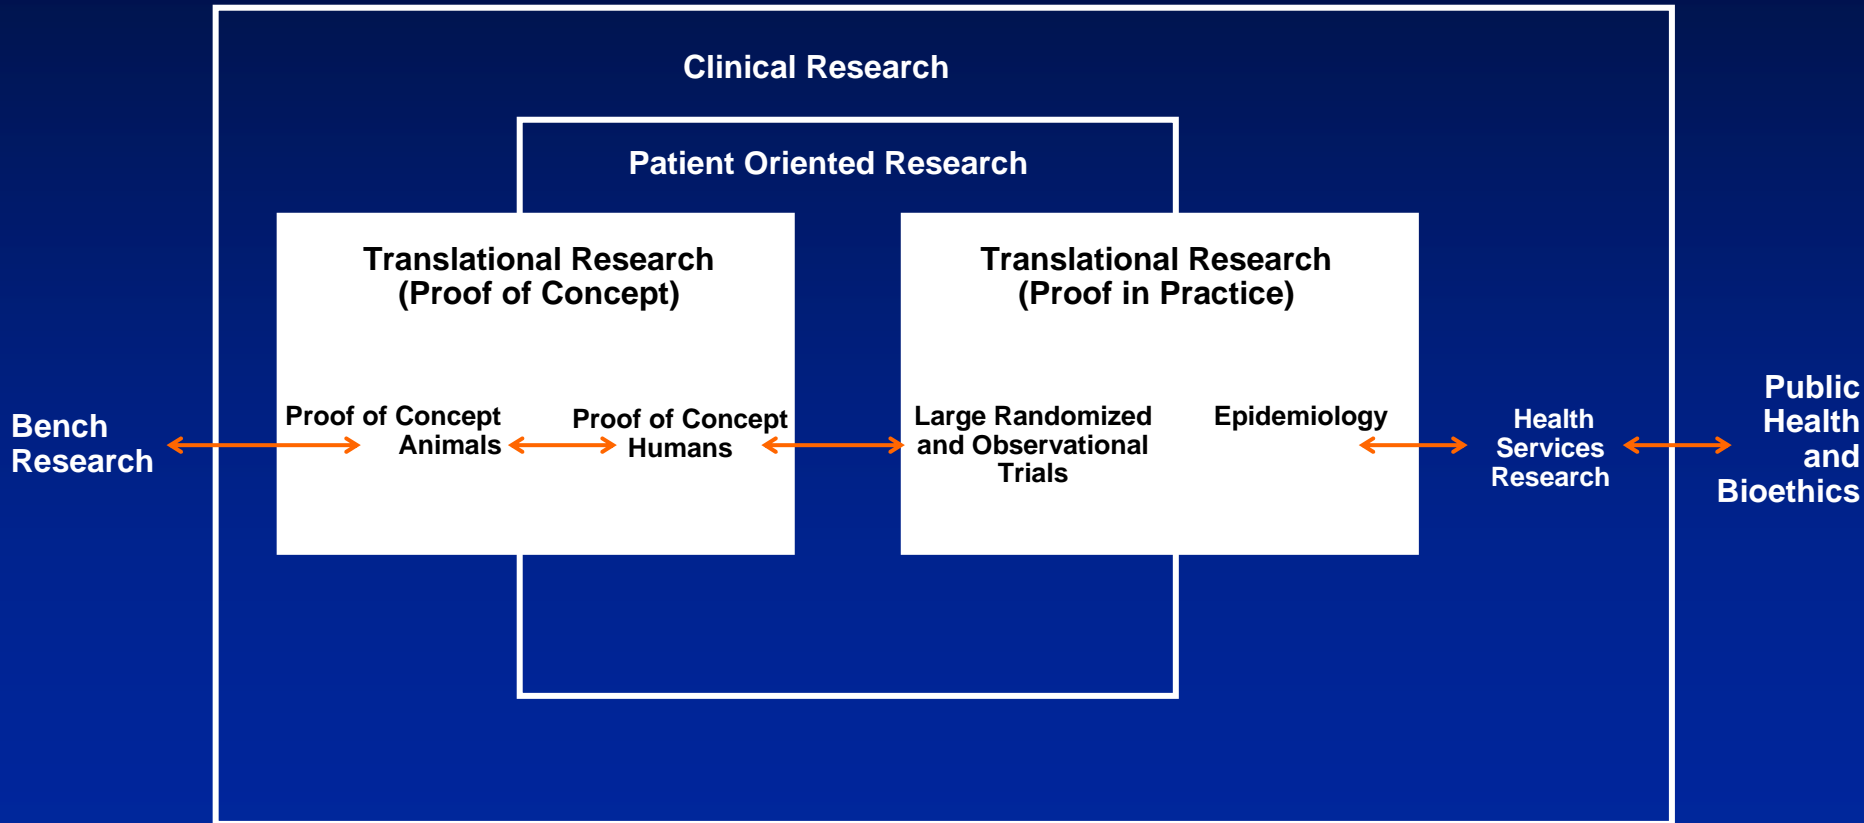 Clinical Research
Patient Oriented Research
Translational Research
(Proof of Concept)
Translational Research
(Proof in Practice)
Bench
Research
Proof of Concept
Animals
Proof of Concept
Humans
Large Randomized
and Observational
Trials
Epidemiology
Health
Services
Research
Public
Health
and
Bioethics